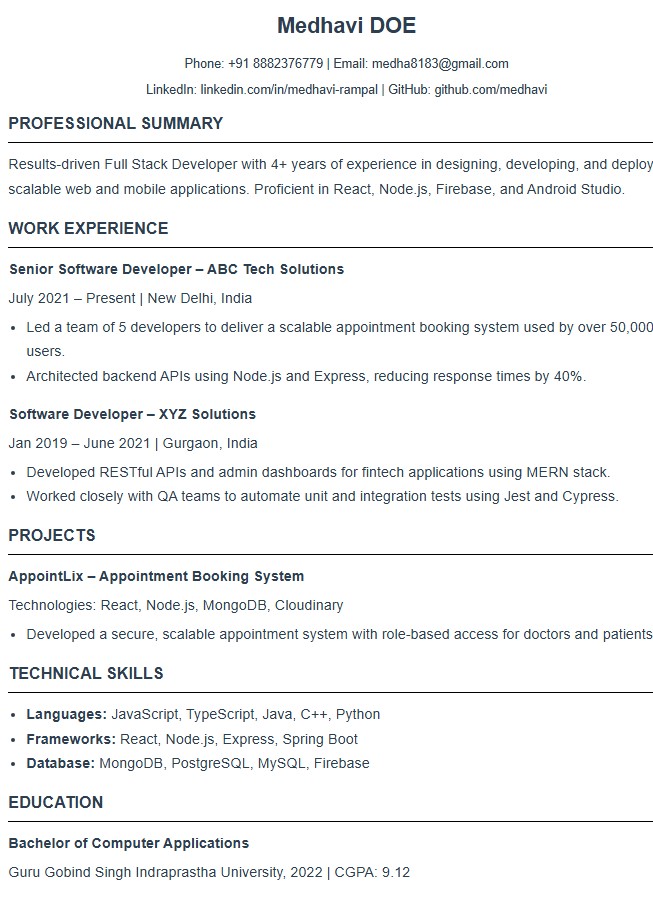 Medhavi DOE
Phone: +91 8882376779 | Email: medha8183@gmail.com
LinkedIn: linkedin.com/in/medhavi-rampal | GitHub: github.com/medhavi
PROFESSIONAL SUMMARY
Results-driven Full Stack Developer with 4+ years of experience in designing, developing, and deploy
scalable web and mobile applications. Proficient in React, Node.js, Firebase, and Android Studio.
WORK EXPERIENCE
Senior Software Developer – ABC Tech Solutions
July 2021 – Present | New Delhi, India
• Led a team of 5 developers to deliver a scalable appointment booking system used by over 50,000
users.
• Architected backend APIs using Node.js and Express, reducing response times by 40%.
Software Developer – XYZ Solutions
Jan 2019 – June 2021 | Gurgaon, India
• Developed RESTful APIs and admin dashboards for fintech applications using MERN stack.
• Worked closely with QA teams to automate unit and integration tests using Jest and Cypress.
PROJECTS
AppointLix – Appointment Booking System
Technologies: React, Node.js, MongoDB, Cloudinary
• Developed a secure, scalable appointment system with role-based access for doctors and patients
TECHNICAL SKILLS
• Languages: JavaScript, TypeScript, Java, C++, Python
• Frameworks: React, Node.js, Express, Spring Boot
• Database: MongoDB, PostgreSQL, MySQL, Firebase
EDUCATION
Bachelor of Computer Applications
Guru Gobind Singh Indraprastha University, 2022 | CGPA: 9.12